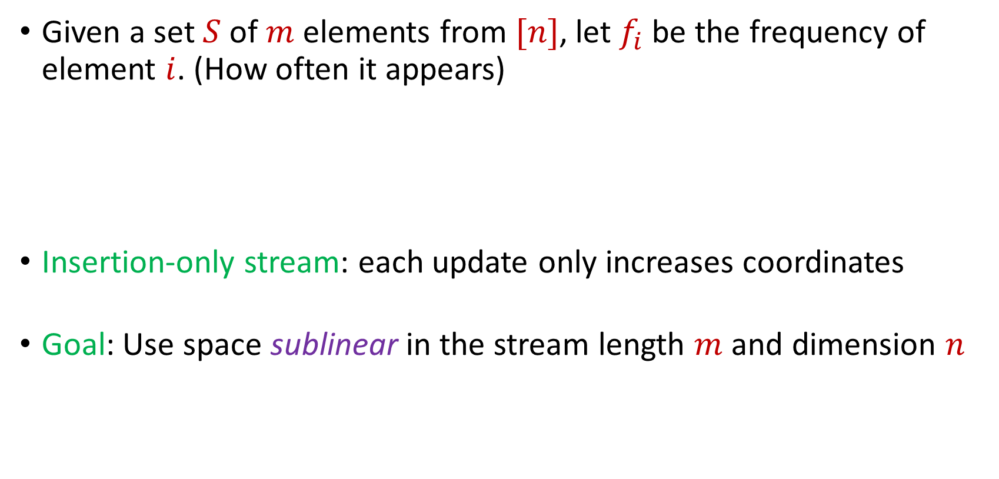 • Given a set S of m elements from [n], let fᵢ be the frequency of
element i. (How often it appears)
• Insertion-only stream: each update only increases coordinates
• Goal: Use space sublinear in the stream length m and dimension n